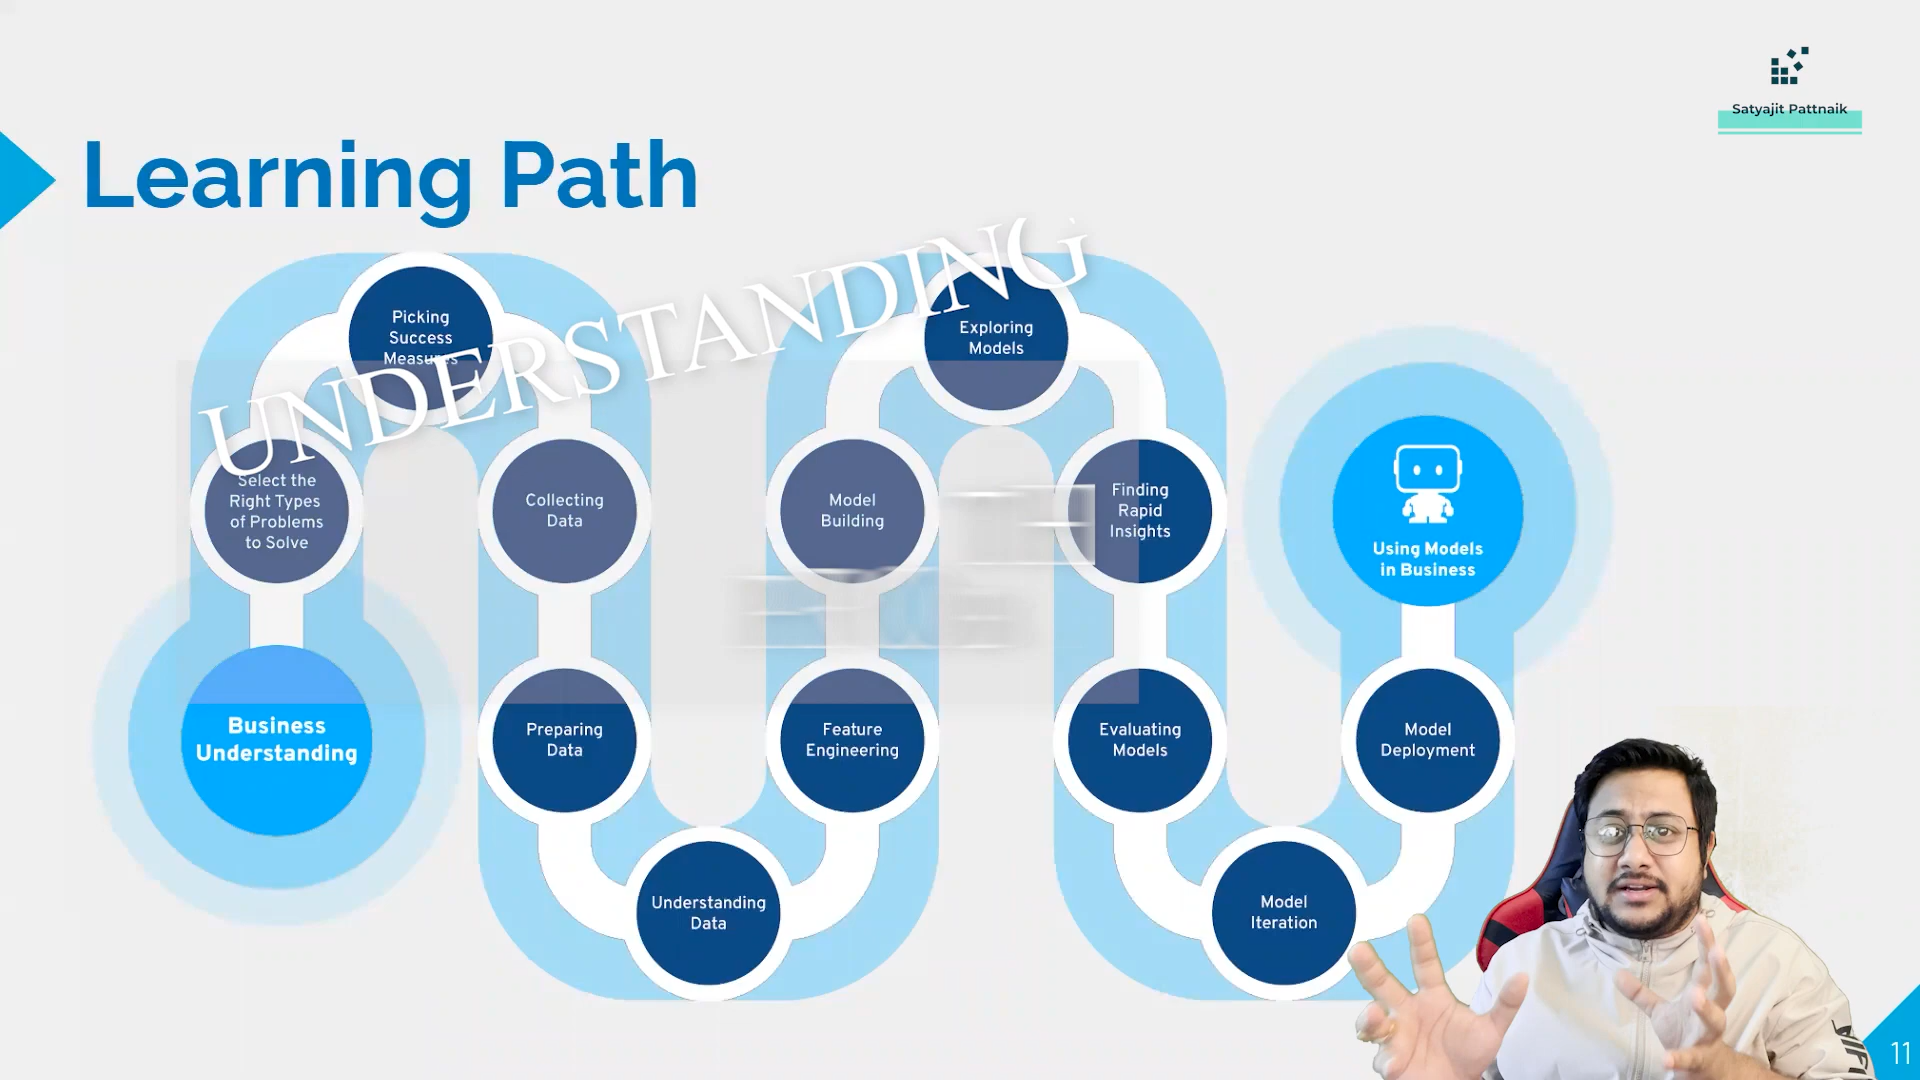 Satyajit Pattnaik
Learning Path
UNDERSTANDING
Picking
Success
Measures
Exploring
Models
Select the
Right Types
of Problems
to Solve
Collecting
Data
Model
Building
Finding
Rapid
Insights
Using Models
in Business
Business
Understanding
Preparing
Data
Feature
Engineering
Evaluating
Models
Model
Deployment
Understanding
Data
Model
Iteration
11